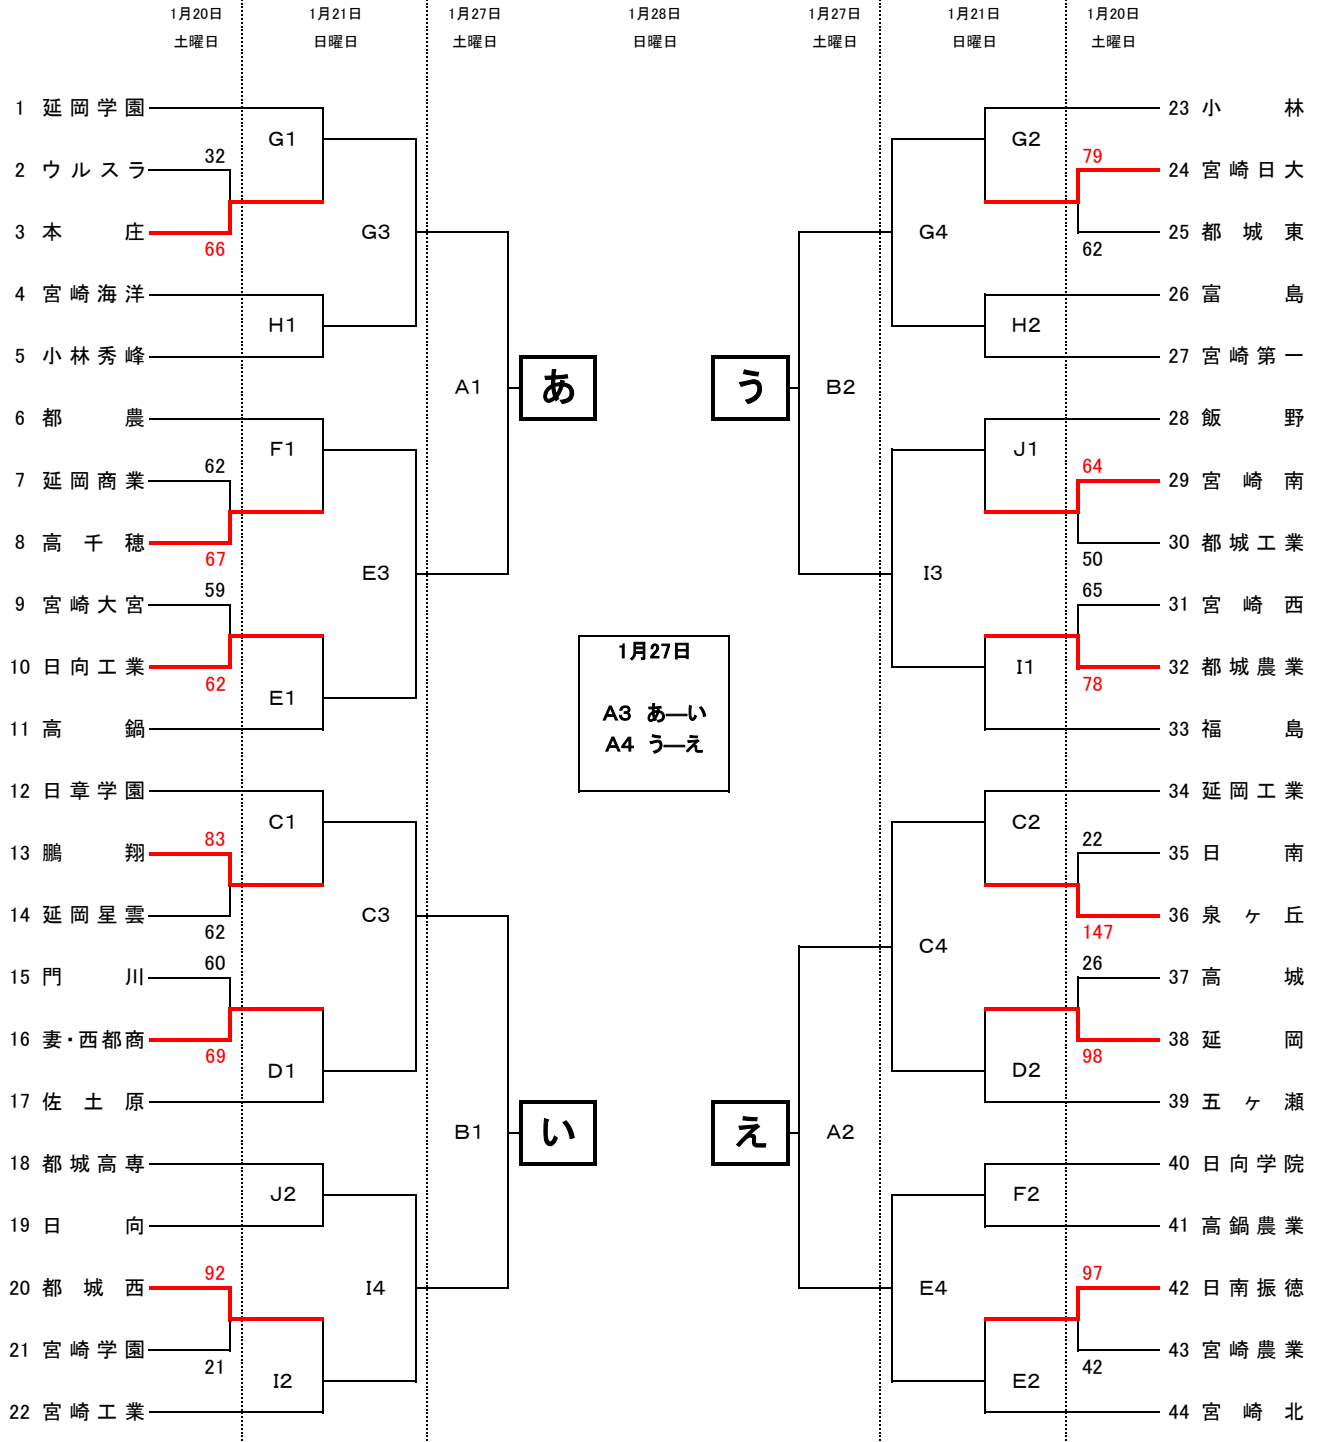 1月20日 1月21日 1月27日 1月28日 1月27日 1月21日 1月20日
土曜日 日曜日 土曜日 日曜日 土曜日 日曜日 土曜日
1 延岡学園
G1
32
2 ウルスラ
3 本庄
66
G3
4 宮崎海洋
H1
5 小林秀峰
A1
あ
6 都農
F1
62
7 延岡商業
8 高千穂
67
E3
59
9 宮崎大宮
10 日向工業
62
E1
11 高鍋
12 日章学園
C1
83
13 鵬翔
14 延岡星雲
62
C3
60
15 門川
16 妻・西都商
69
D1
17 佐土原
B1
い
18 都城高専
J2
19 日向
92
20 都城西
I4
21 宮崎学園
21
I2
22 宮崎工業
1月27日
A3 あ―い
A4 う―え
23 小林
G2
79
24 宮崎日大
25 都城東
62
G4
26 富島
H2
27 宮崎第一
う
B2
28 飯野
J1
64
29 宮崎南
30 都城工業
50
I3
65
31 宮崎西
32 都城農業
78
I1
33 福島
34 延岡工業
C2
22
35 日南
36 泉ヶ丘
147
C4
26
37 高城
38 延岡
98
D2
39 五ヶ瀬
え
A2
40 日向学院
F2
41 高鍋農業
97
42 日南振徳
E4
43 宮崎農業
42
E2
44 宮崎北